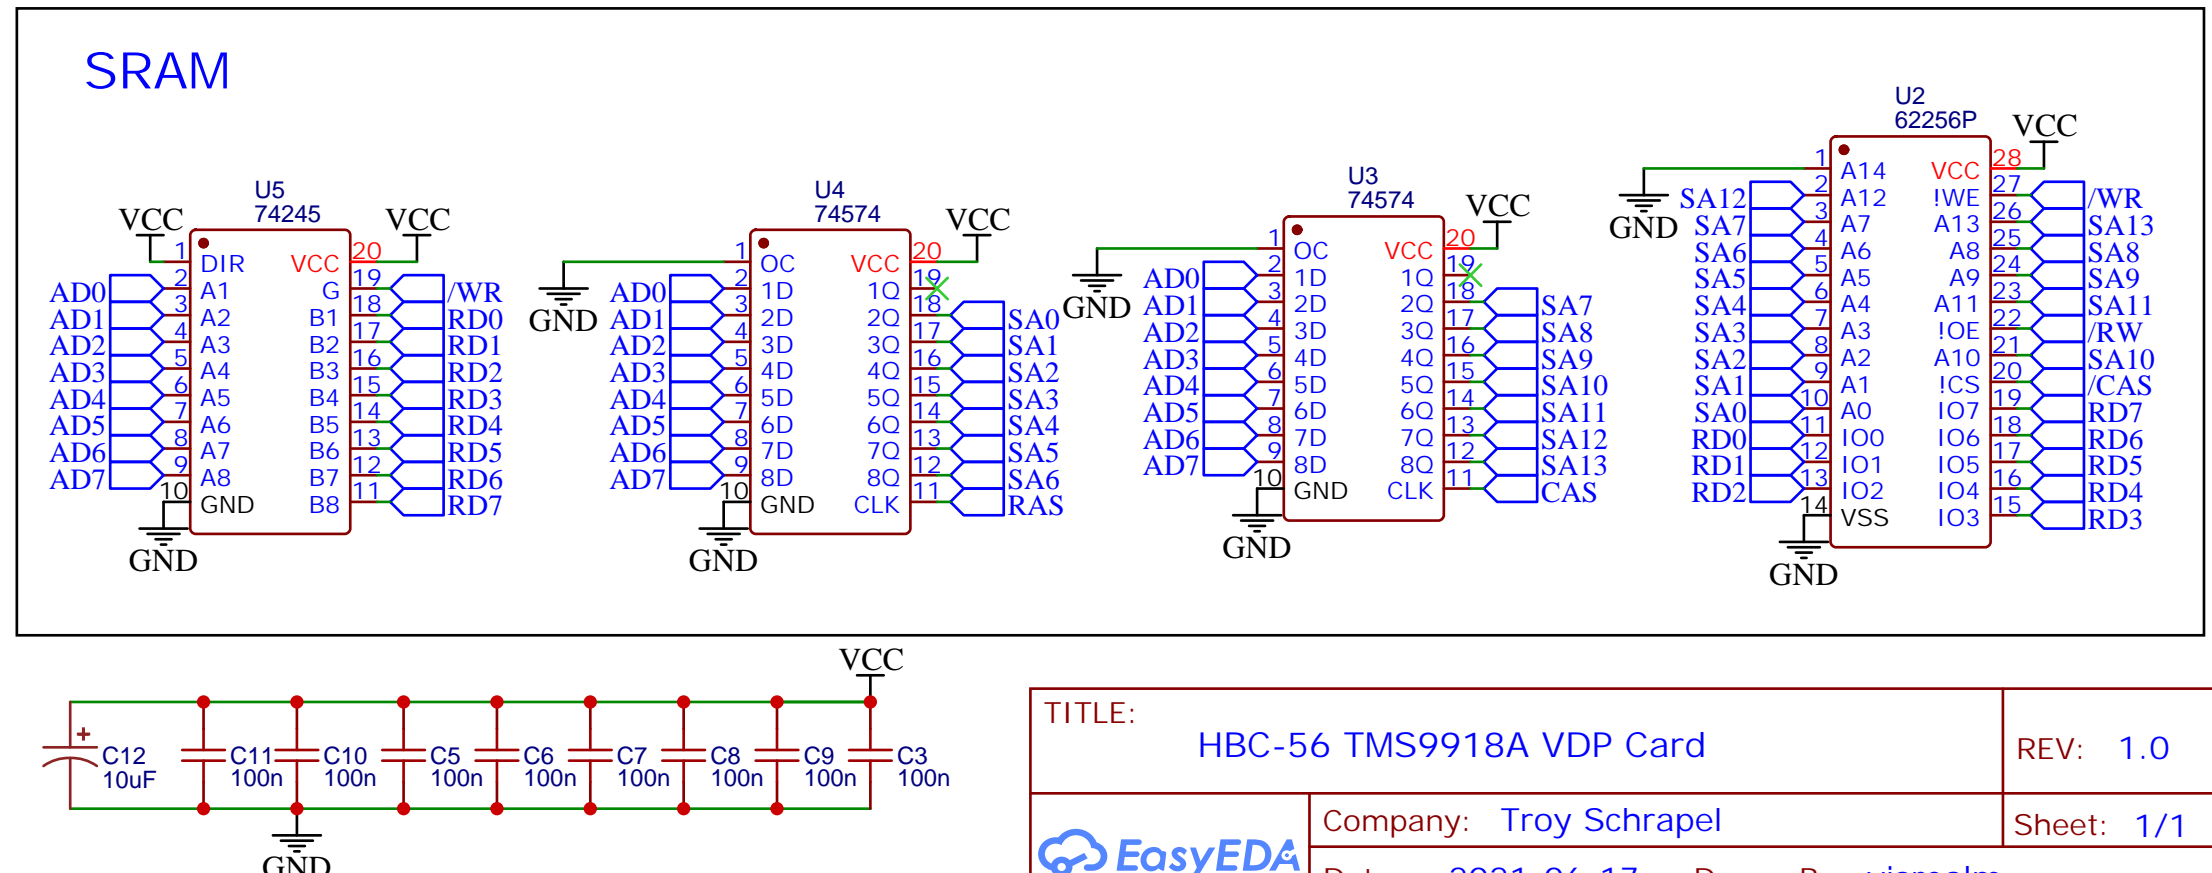 SRAM
U5
74245
VCC
VCC
1 DIR VCC 20
AD0 2 A1 G 19 /WR
AD1 3 A2 B1 18 RD0
AD2 4 A3 B2 17 RD1
AD3 5 A4 B3 16 RD2
AD4 6 A5 B4 15 RD3
AD5 7 A6 B5 14 RD4
AD6 8 A7 B6 13 RD5
AD7 9 A8 B7 12 RD6
10 GND B8 11 RD7
GND
U4
74574
VCC
1 OC VCC 20
GND
AD0 2 1D 1Q 19
AD1 3 2D 2Q 18 SA0
AD2 4 3D 3Q 17 SA1
AD3 5 4D 4Q 16 SA2
AD4 6 5D 5Q 15 SA3
AD5 7 6D 6Q 14 SA4
AD6 8 7D 7Q 13 SA5
AD7 9 8D 8Q 12 SA6
10 GND CLK 11 RAS
GND
U3
74574
VCC
1 OC VCC 20
GND
AD0 2 1D 1Q 19
AD1 3 2D 2Q 18 SA7
AD2 4 3D 3Q 17 SA8
AD3 5 4D 4Q 16 SA9
AD4 6 5D 5Q 15 SA10
AD5 7 6D 6Q 14 SA11
AD6 8 7D 7Q 13 SA12
AD7 9 8D 8Q 12 SA13
10 GND CLK 11 CAS
GND
U2
62256P
VCC
1 A14 VCC 28
GND
SA12 2 A12 !WE 27 /WR
SA7 3 A7 A13 26 SA13
SA6 4 A6 A8 25 SA8
SA5 5 A5 A9 24 SA9
SA4 6 A4 A11 23 SA11
SA3 7 A3 !OE 22 /RW
SA2 8 A2 A10 21 SA10
SA1 9 A1 !CS 20 /CAS
SA0 10 A0 IO7 19 RD7
RD0 11 IO0 IO6 18 RD6
RD1 12 IO1 IO5 17 RD5
RD2 13 IO2 IO4 16 RD4
14 VSS IO3 15 RD3
GND
VCC
+
C12 C11 C10 C5 C6 C7 C8 C9 C3
10uF 100n 100n 100n 100n 100n 100n 100n 100n
GND
TITLE:
HBC-56 TMS9918A VDP Card
REV: 1.0
Company: Troy Schrapel
Sheet: 1/1
EasyEDA